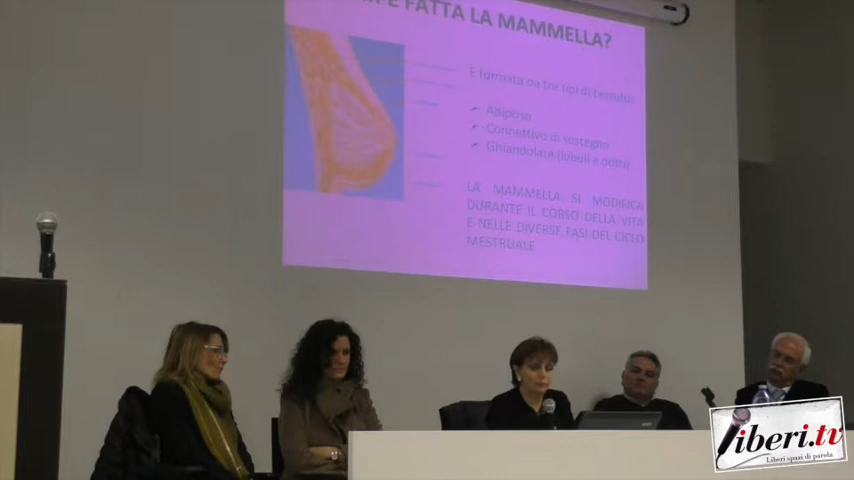 FATTA LA MAMMELLA?
È formata da tre tipi di tessuto:
Adiposo
Connettivo di sostegno
Ghiandolare (lobuli e dotti)
LA MAMMELLA SI MODIFICA
DURANTE IL CORSO DELLA VITA
E NELLE DIVERSE FASI DEL CICLO
MESTRUALE
liberi.tv
Liberi spazi di parola